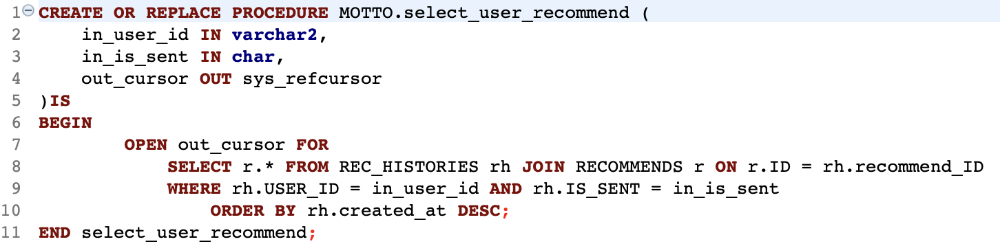 1 CREATE OR REPLACE PROCEDURE MOTTO.select_user_recommend (
2 in_user_id IN varchar2,
3 in_is_sent IN char,
4 out_cursor OUT sys_refcursor
5 )IS
6 BEGIN
7 OPEN out_cursor FOR
8 SELECT r.* FROM REC_HISTORIES rh JOIN RECOMMENDS r ON r.ID = rh.recommend_ID
9 WHERE rh.USER_ID = in_user_id AND rh.IS_SENT = in_is_sent
10 ORDER BY rh.created_at DESC;
11 END select_user_recommend;